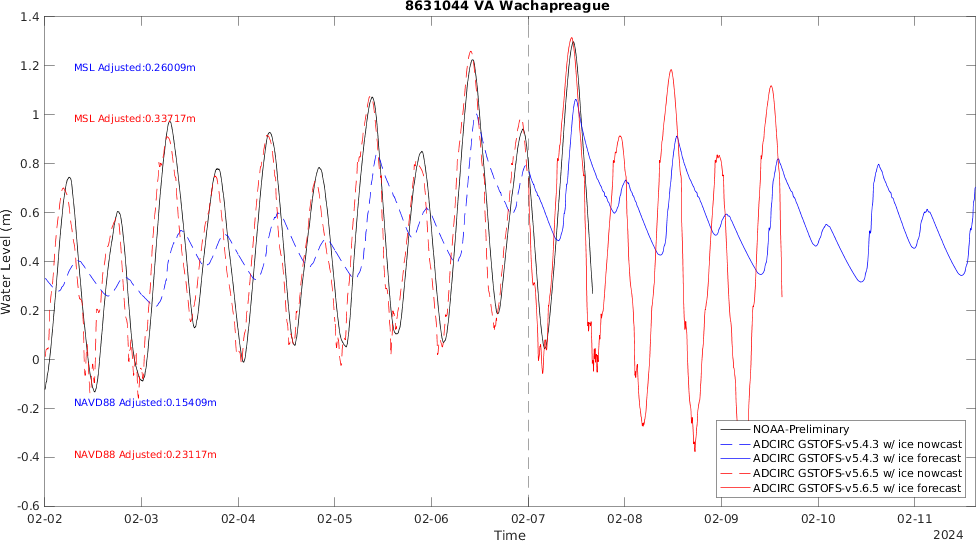 8631044 VA Wachapreague
1.4
1.2
1
0.8
0.6
0.4
0.2
0
-0.2
-0.4
-0.6
Water Level (m)
MSL Adjusted:0.26009m
MSL Adjusted:0.33717m
NAVD88 Adjusted:0.15409m
NAVD88 Adjusted:0.23117m
NOAA-Preliminary
ADCIRC GSTOFS-v5.4.3 w/ ice nowcast
ADCIRC GSTOFS-v5.4.3 w/ ice forecast
ADCIRC GSTOFS-v5.6.5 w/ ice nowcast
ADCIRC GSTOFS-v5.6.5 w/ ice forecast
02-02 02-03 02-04 02-05 02-06 02-07 02-08 02-09 02-10 02-11
Time
2024